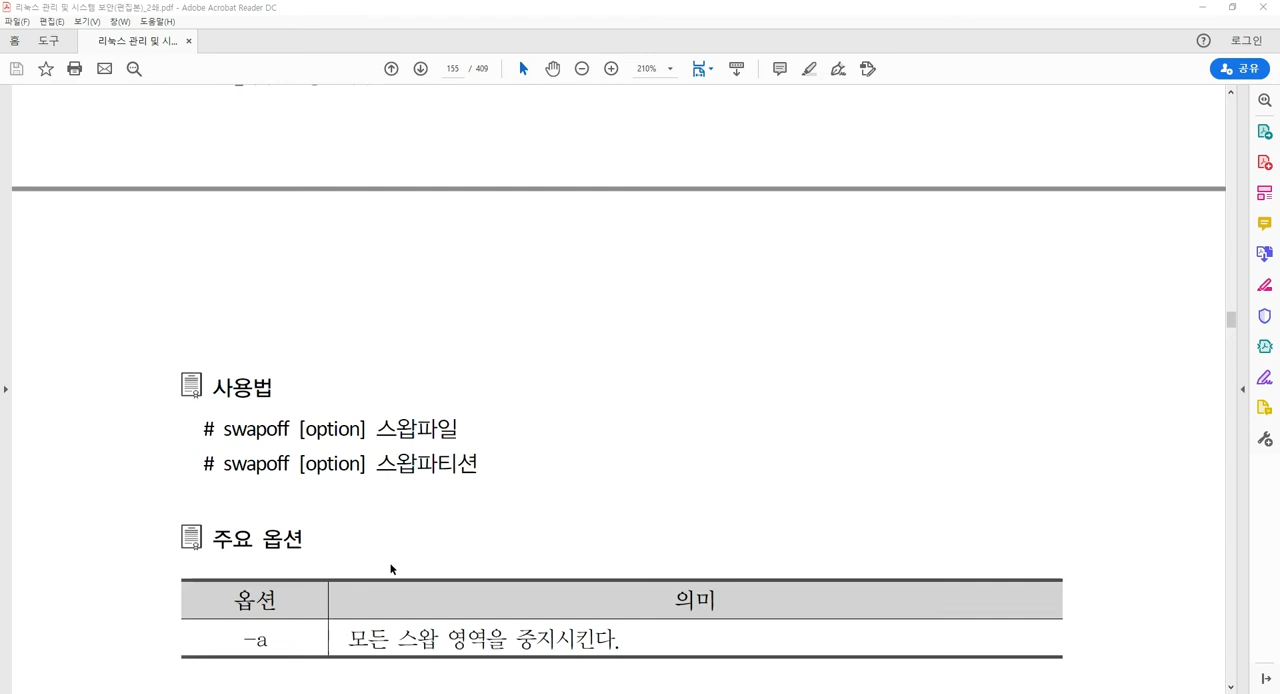 리눅스 관리 및 시스템 보안(편집본)_2쇄.pdf - Adobe Acrobat Reader DC
파일(F) 편집(E) 보기(V) 창(W) 도움말(H)
홈 도구 리눅스 관리 및 시... × 로그인
155 / 409 210% 공유
사용법
# swapoff [option] 스왑파일
# swapoff [option] 스왑파티션
주요 옵션
옵션 의미
-a 모든 스왑 영역을 중지시킨다.